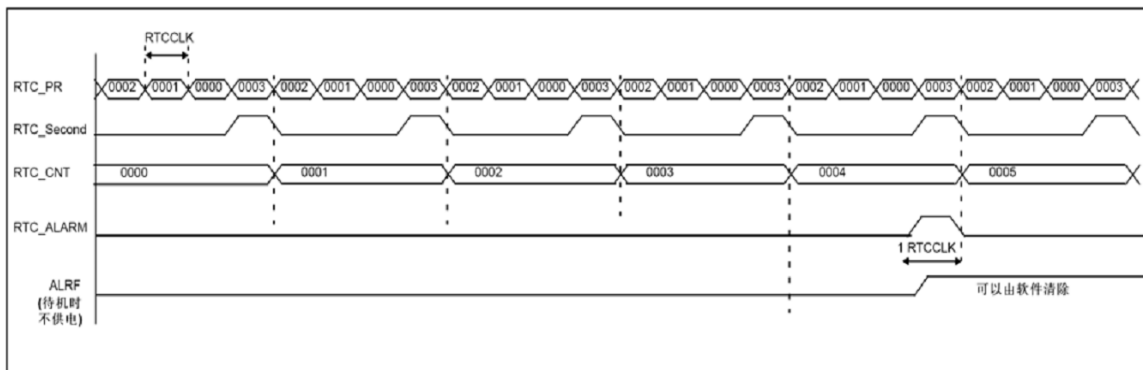 RTCCLK
RTC_PR 0002 0001 0000 0003 0002 0001 0000 0003 0002 0001 0000 0003 0002 0001 0000 0003 0002 0001 0000 0003 0002 0001 0000 0003
RTC_Second
RTC_CNT 0000 0001 0002 0003 0004 0005
RTC_ALARM
1 RTCCLK
ALRF
(待机时
不供电)
可以由软件清除